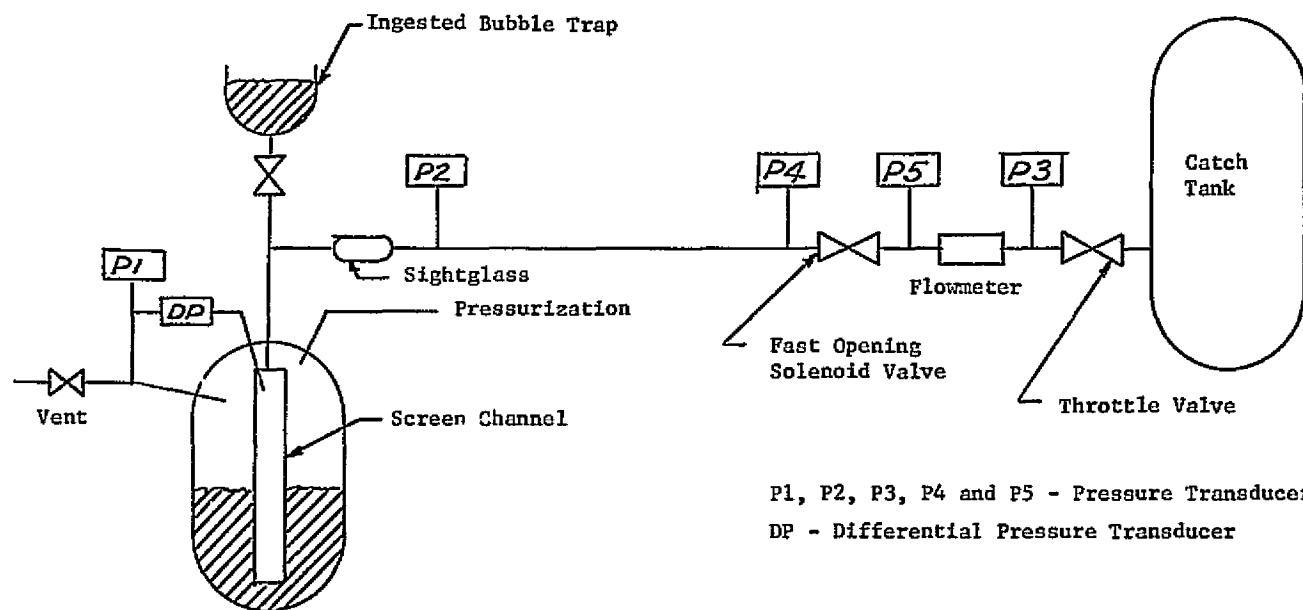 Ingested Bubble Trap
P2
P4
P5
P3
Catch
Tank
P1
DP
Sightglass
Flowmeter
Pressurization
Fast Opening
Solenoid Valve
Vent
Screen Channel
Throttle Valve
P1, P2, P3, P4 and P5 - Pressure Transducer
DP - Differential Pressure Transducer